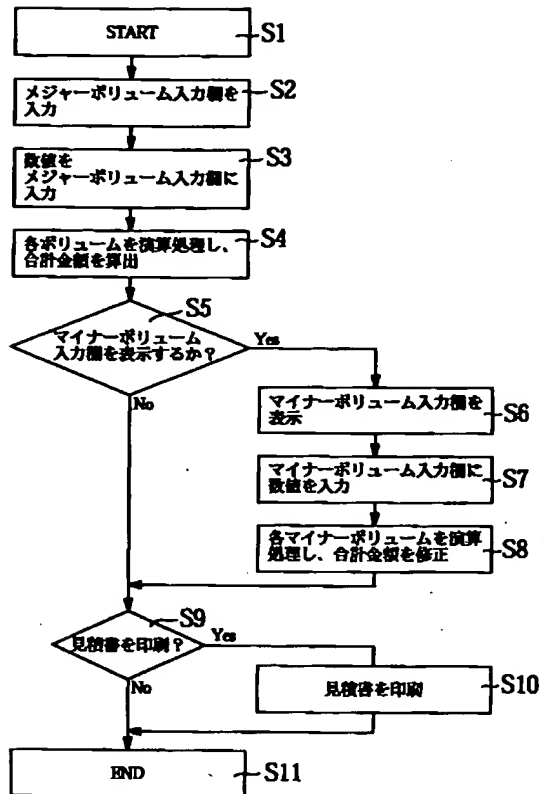 START
S1
メジャーボリューム入力欄を
入力
S2
数値を
メジャーボリューム入力欄に
入力
S3
各ボリュームを演算処理し、
合計金額を算出
S4
S5
マイナーボリューム
入力欄を表示するか？
Yes
No
マイナーボリューム入力欄を
表示
S6
マイナーボリューム入力欄に
数値を入力
S7
各マイナーボリュームを演算
処理し、合計金額を修正
S8
S9
見積書を印刷？
Yes
No
見積書を印刷
S10
END
S11